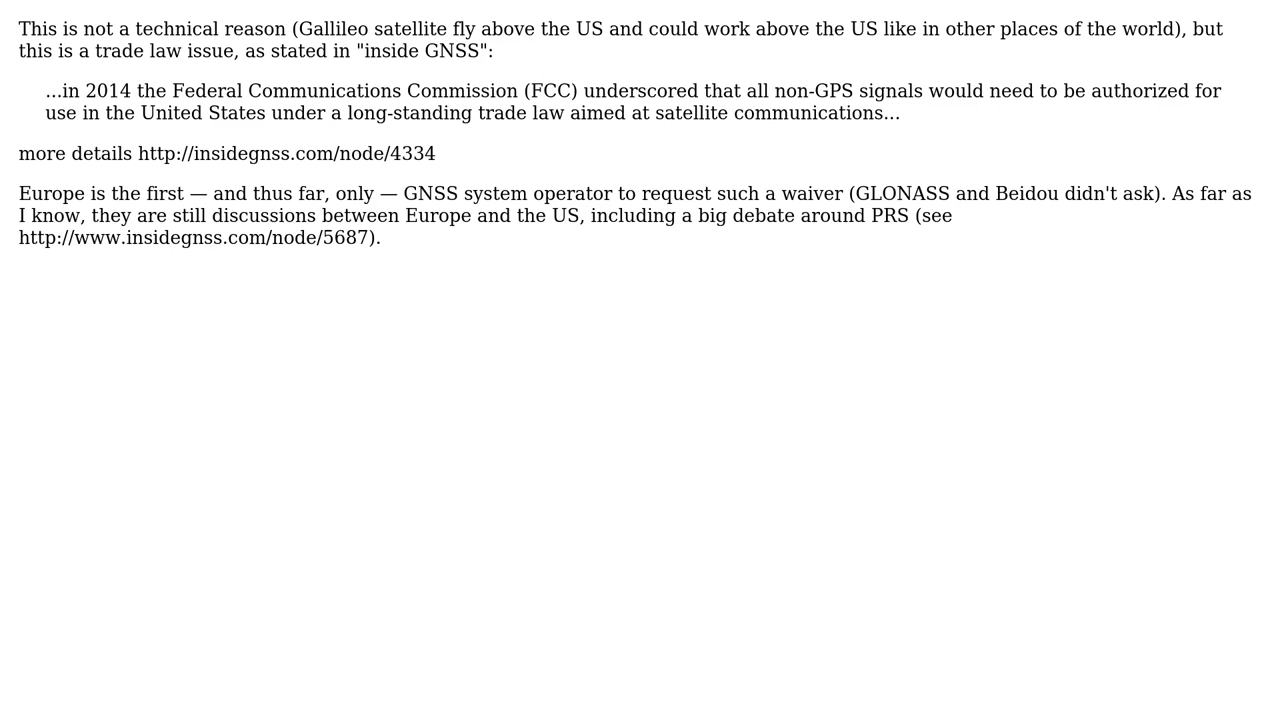 This is not a technical reason (Gallileo satellite fly above the US and could work above the US like in other places of the world), but
this is a trade law issue, as stated in "inside GNSS":
...in 2014 the Federal Communications Commission (FCC) underscored that all non-GPS signals would need to be authorized for
use in the United States under a long-standing trade law aimed at satellite communications...
more details http://insidegnss.com/node/4334
Europe is the first — and thus far, only — GNSS system operator to request such a waiver (GLONASS and Beidou didn't ask). As far as
I know, they are still discussions between Europe and the US, including a big debate around PRS (see
http://www.insidegnss.com/node/5687).